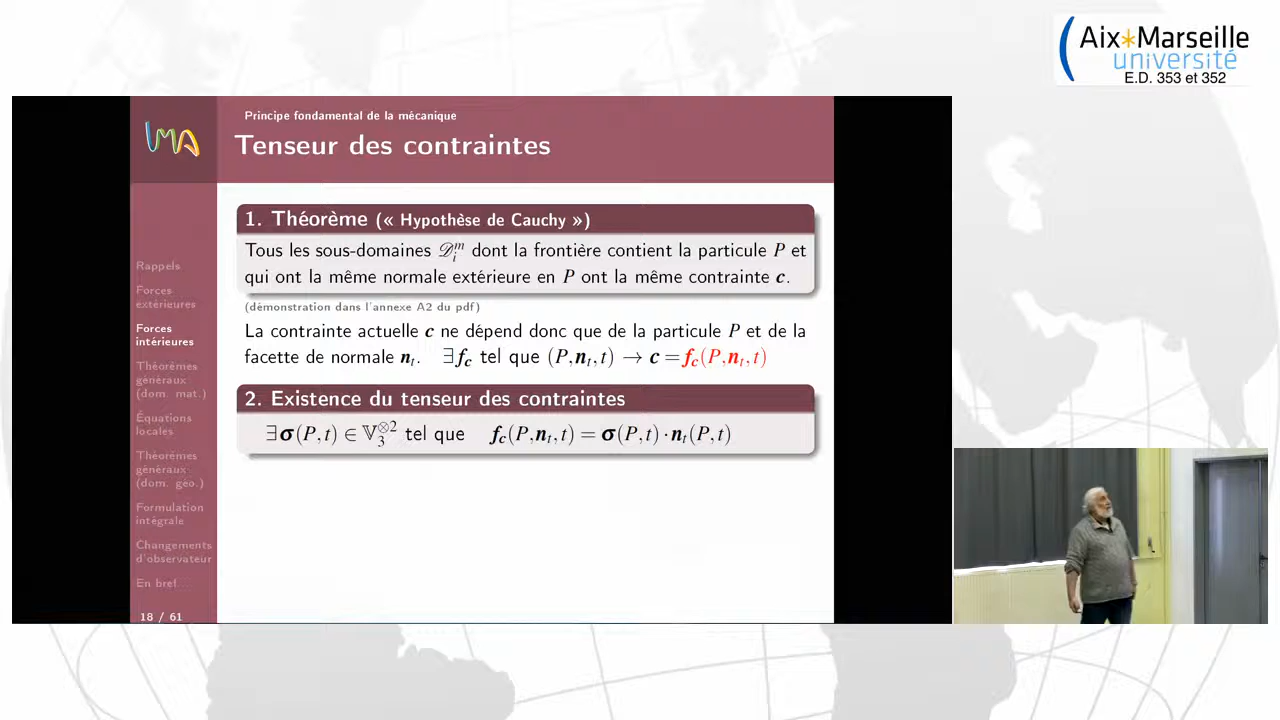 Aix*Marseille
université
E.D. 353 et 352
LMA
Principe fondamental de la mécanique
Tenseur des contraintes
1. Théorème (« Hypothèse de Cauchy »)
Tous les sous-domaines 𝒟ᵢᵐ dont la frontière contient la particule P et
qui ont la même normale extérieure en P ont la même contrainte c.
(démonstration dans l'annexe A2 du pdf)
La contrainte actuelle c ne dépend donc que de la particule P et de la
facette de normale nₜ. ∃ f_c tel que (P,nₜ,t) → c = f_c(P,nₜ,t)
2. Existence du tenseur des contraintes
∃ σ(P,t) ∈ 𝕍₃^⊗2 tel que f_c(P,nₜ,t) = σ(P,t) · nₜ(P,t)
Rappels
Forces
extérieures
Forces
intérieures
Théorèmes
généraux
(dom. mat.)
Équations
locales
Théorèmes
généraux
(dom. géo.)
Formulation
intégrale
Changements
d'observateur
En bref...
18 / 61